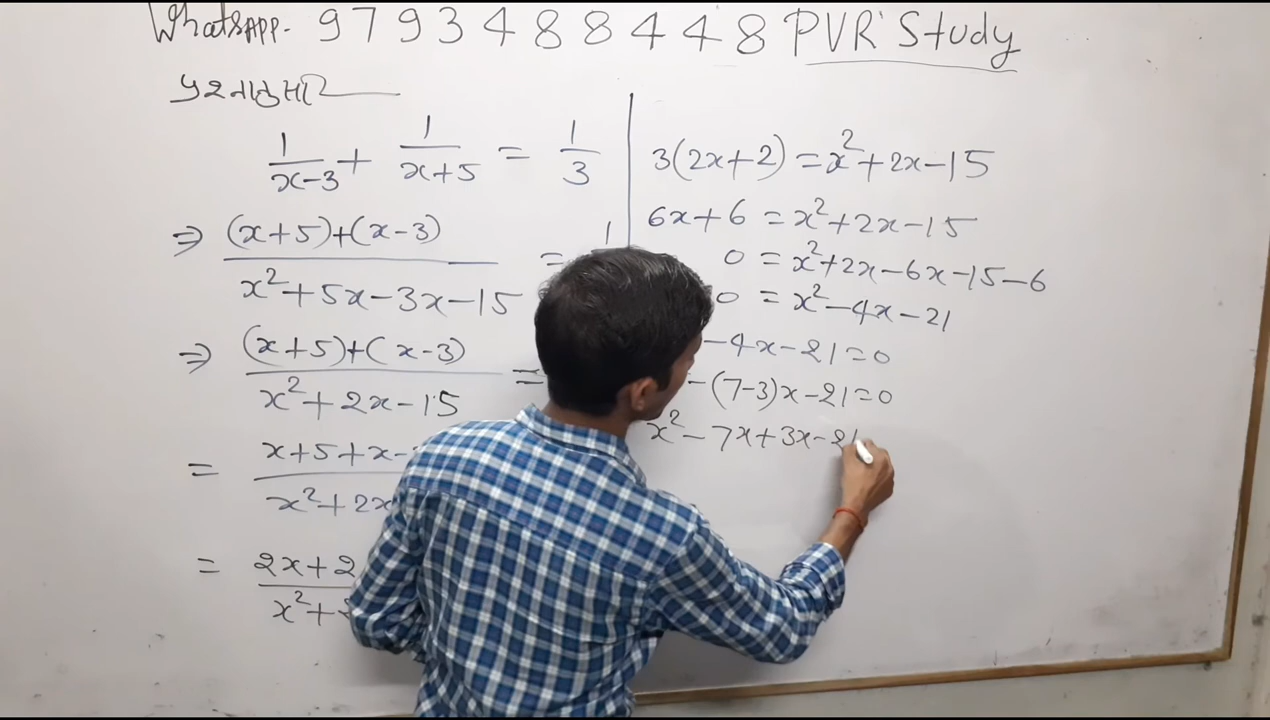 WhatsApp- 9793488448 PVR Study
प्रश्नानुसार
1/(x-3) + 1/(x+5) = 1/3
⇒ (x+5)+(x-3) / x²+5x-3x-15 = 1
⇒ (x+5)+(x-3) / x²+2x-15 =
= x+5+x- / x²+2x
= 2x+2 / x²+
3(2x+2) = x²+2x-15
6x+6 = x²+2x-15
0 = x²+2x-6x-15-6
0 = x²-4x-21
-4x-21=0
-(7-3)x-21=0
x²-7x+3x-21